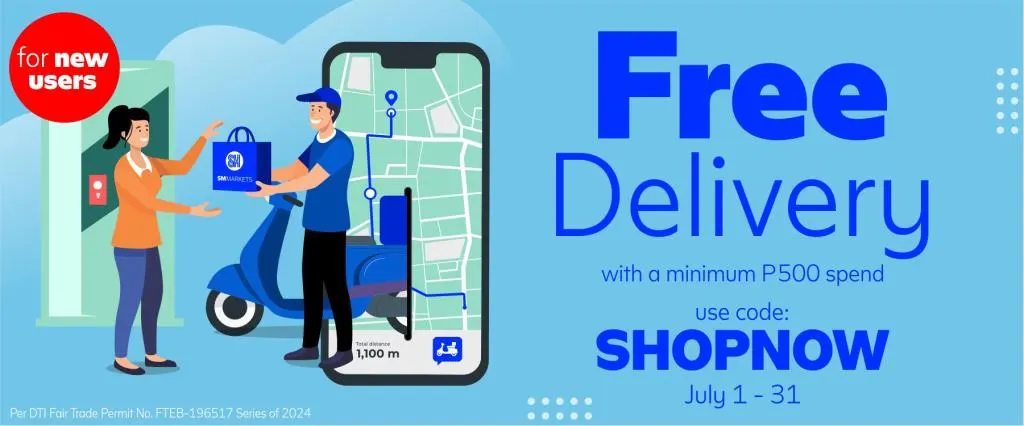 for new
users
SM
SMMARKETS
Total distance
1,100 m
Free
Delivery
with a minimum P500 spend
use code:
SHOPNOW
July 1 - 31
Per DTI Fair Trade Permit No. FTEB-196517 Series of 2024